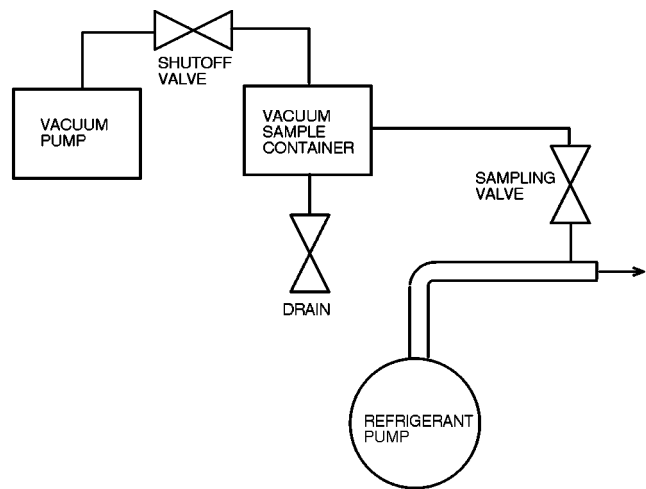 SHUTOFF
VALVE
VACUUM
PUMP
VACUUM
SAMPLE
CONTAINER
SAMPLING
VALVE
DRAIN
REFRIGERANT
PUMP